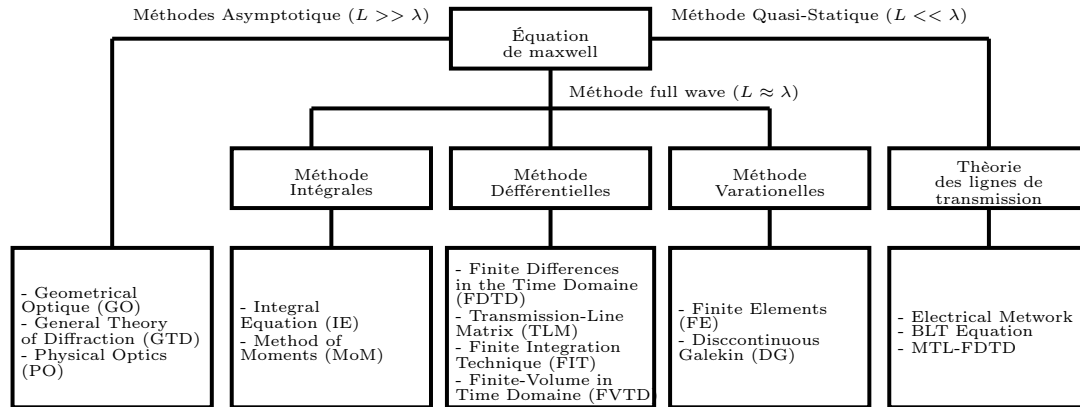 Méthodes Asymptotique (L >> λ)
Méthode Quasi-Statique (L << λ)
Équation
de maxwell
Méthode full wave (L ≈ λ)
Méthode
Intégrales
Méthode
Défférentielles
Méthode
Varationelles
Thèorie
des lignes de
transmission
- Geometrical
Optique (GO)
- General Theory
of Diffraction (GTD)
- Physical Optics
(PO)
- Integral
Equation (IE)
- Method of
Moments (MoM)
- Finite Differences
in the Time Domaine
(FDTD)
- Transmission-Line
Matrix (TLM)
- Finite Integration
Technique (FIT)
- Finite-Volume in
Time Domaine (FVTD)
- Finite Elements
(FE)
- Disccontinuous
Galekin (DG)
- Electrical Metwork
- BLT Equation
- MTL-FDTD